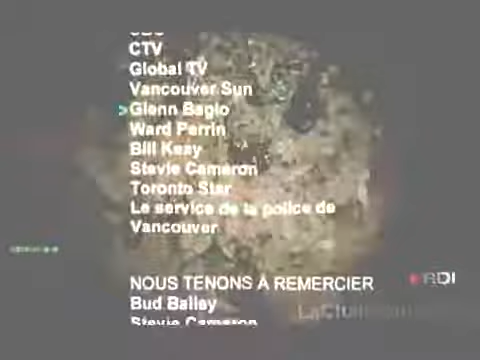 CBC
CTV
Global TV
Vancouver Sun
Glenn Baglo
Ward Perrin
Bill Keay
Stevie Cameron
Toronto Star
Le service de la police de
Vancouver
NOUS TENONS À REMERCIER
Bud Bailey
RDI
Stevie Cameron